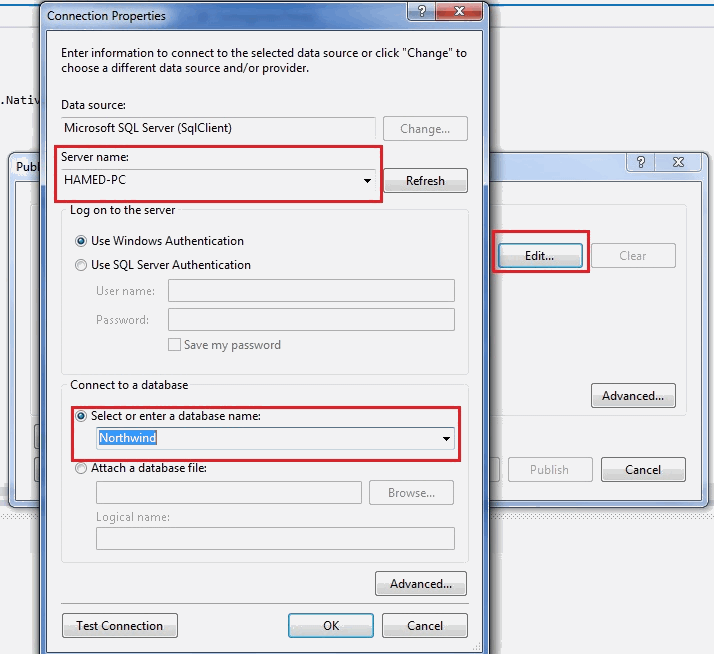 Connection Properties
?
Enter information to connect to the selected data source or click "Change" to
choose a different data source and/or provider.
.Nativ
Data source:
Microsoft SQL Server (SqlClient)
Change...
Publ
?
Server name:
HAMED-PC
Refresh
Log on to the server
Use Windows Authentication
Edit...
Clear
Use SQL Server Authentication
User name:
Password:
Save my password
Connect to a database
Advanced...
Select or enter a database name:
Northwind
Attach a database file:
Publish
Cancel
Browse...
Logical name:
Advanced...
Test Connection
OK
Cancel